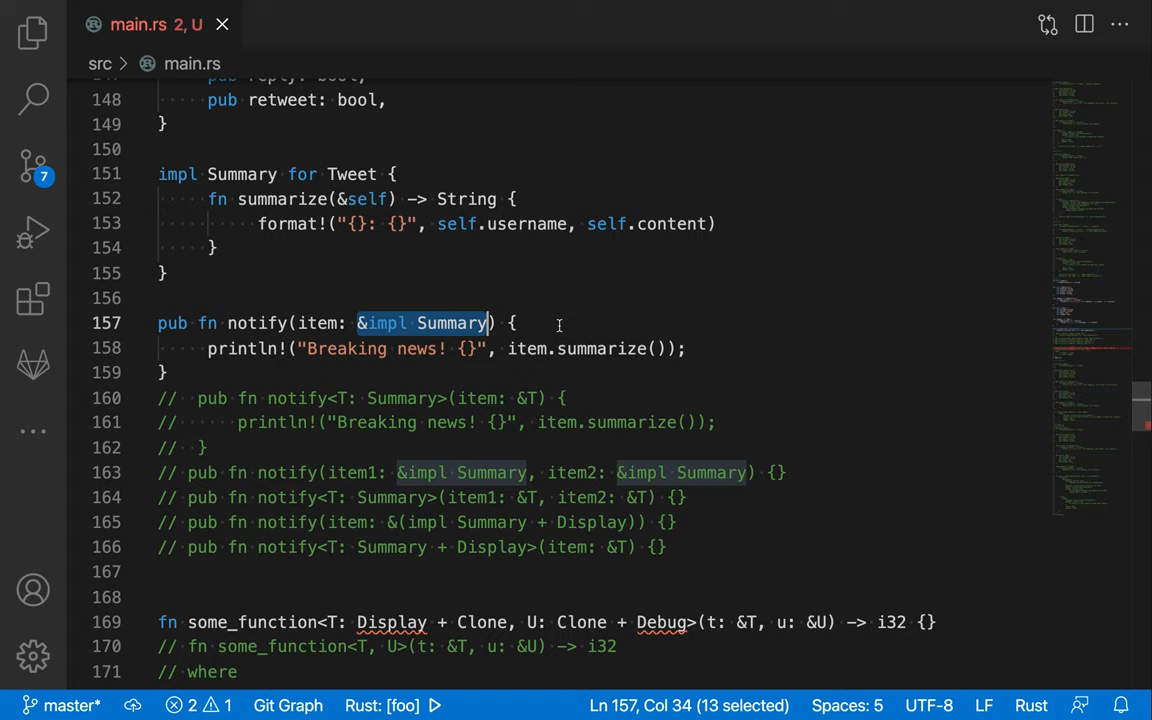 main.rs 2, U
src > main.rs
147 pub reply: bool,
148 pub retweet: bool,
149 }
150
151 impl Summary for Tweet {
152 fn summarize(&self) -> String {
153 format!("{}: {}", self.username, self.content)
154 }
155 }
156
157 pub fn notify(item: &impl Summary) {
158 println!("Breaking news! {}", item.summarize());
159 }
160 // pub fn notify<T: Summary>(item: &T) {
161 // println!("Breaking news! {}", item.summarize());
162 // }
163 // pub fn notify(item1: &impl Summary, item2: &impl Summary) {}
164 // pub fn notify<T: Summary>(item1: &T, item2: &T) {}
165 // pub fn notify(item: &(impl Summary + Display)) {}
166 // pub fn notify<T: Summary + Display>(item: &T) {}
167
168
169 fn some_function<T: Display + Clone, U: Clone + Debug>(t: &T, u: &U) -> i32 {}
170 // fn some_function<T, U>(t: &T, u: &U) -> i32
171 // where
7
master* 2 1 Git Graph Rust: [foo] Ln 157, Col 34 (13 selected) Spaces: 5 UTF-8 LF Rust